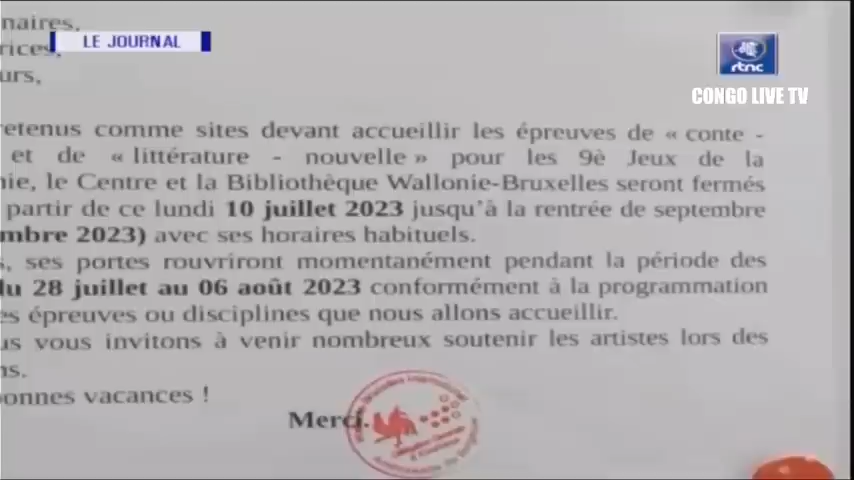 naires,
rices,
urs,
LE JOURNAL
rtnc
CONGO LIVE TV
retenus comme sites devant accueillir les épreuves de « conte -
et de « littérature - nouvelle » pour les 9è Jeux de la
nie, le Centre et la Bibliothèque Wallonie-Bruxelles seront fermés
partir de ce lundi 10 juillet 2023 jusqu'à la rentrée de septembre
mbre 2023) avec ses horaires habituels.
s, ses portes rouvriront momentanément pendant la période des
du 28 juillet au 06 août 2023 conformément à la programmation
es épreuves ou disciplines que nous allons accueillir.
us vous invitons à venir nombreux soutenir les artistes lors des
ns.
bonnes vacances !
Merci.